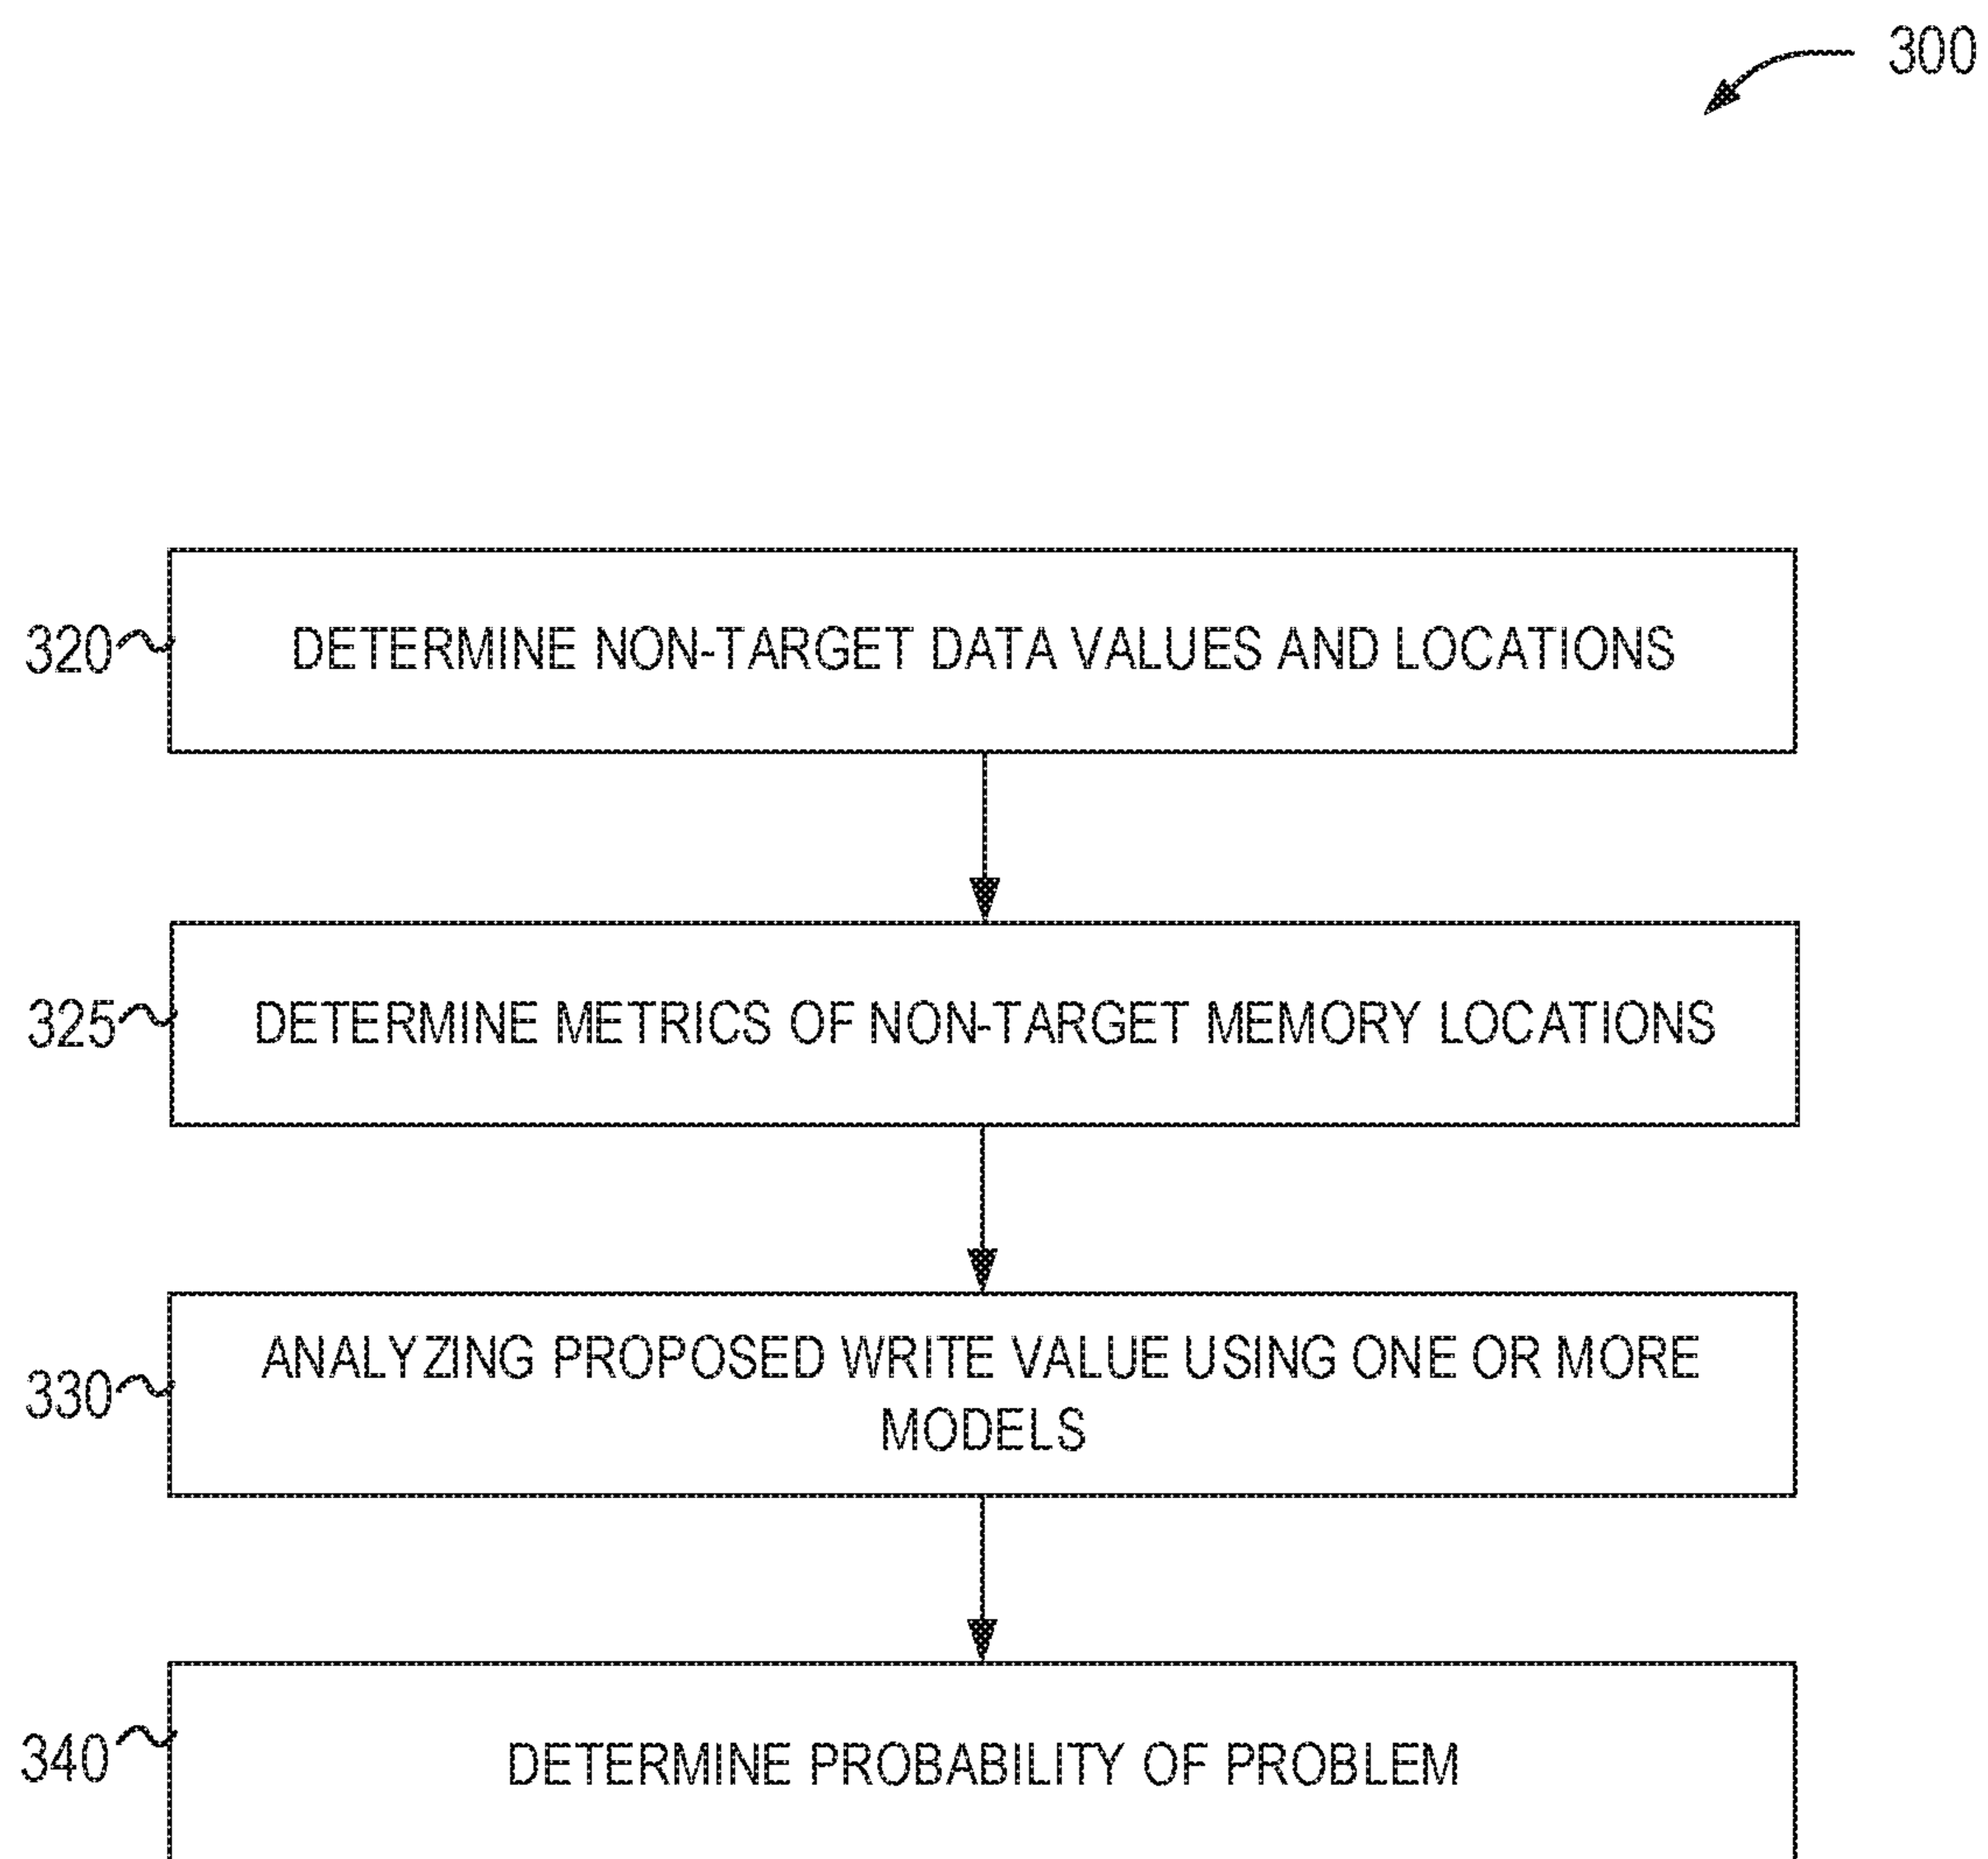 300
320
DETERMINE NON-TARGET DATA VALUES AND LOCATIONS
325
DETERMINE METRICS OF NON-TARGET MEMORY LOCATIONS
330
ANALYZING PROPOSED WRITE VALUE USING ONE OR MORE
MODELS
340
DETERMINE PROBABILITY OF PROBLEM